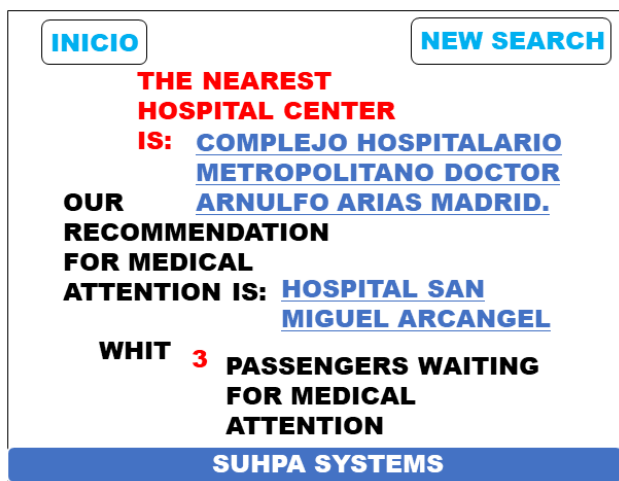 INICIO
NEW SEARCH
THE NEAREST
HOSPITAL CENTER
IS: COMPLEJO HOSPITALARIO
METROPOLITANO DOCTOR
ARNULFO ARIAS MADRID.
OUR
RECOMMENDATION
FOR MEDICAL
ATTENTION IS: HOSPITAL SAN
MIGUEL ARCANGEL
WHIT 3 PASSENGERS WAITING
FOR MEDICAL
ATTENTION
SUHPA SYSTEMS